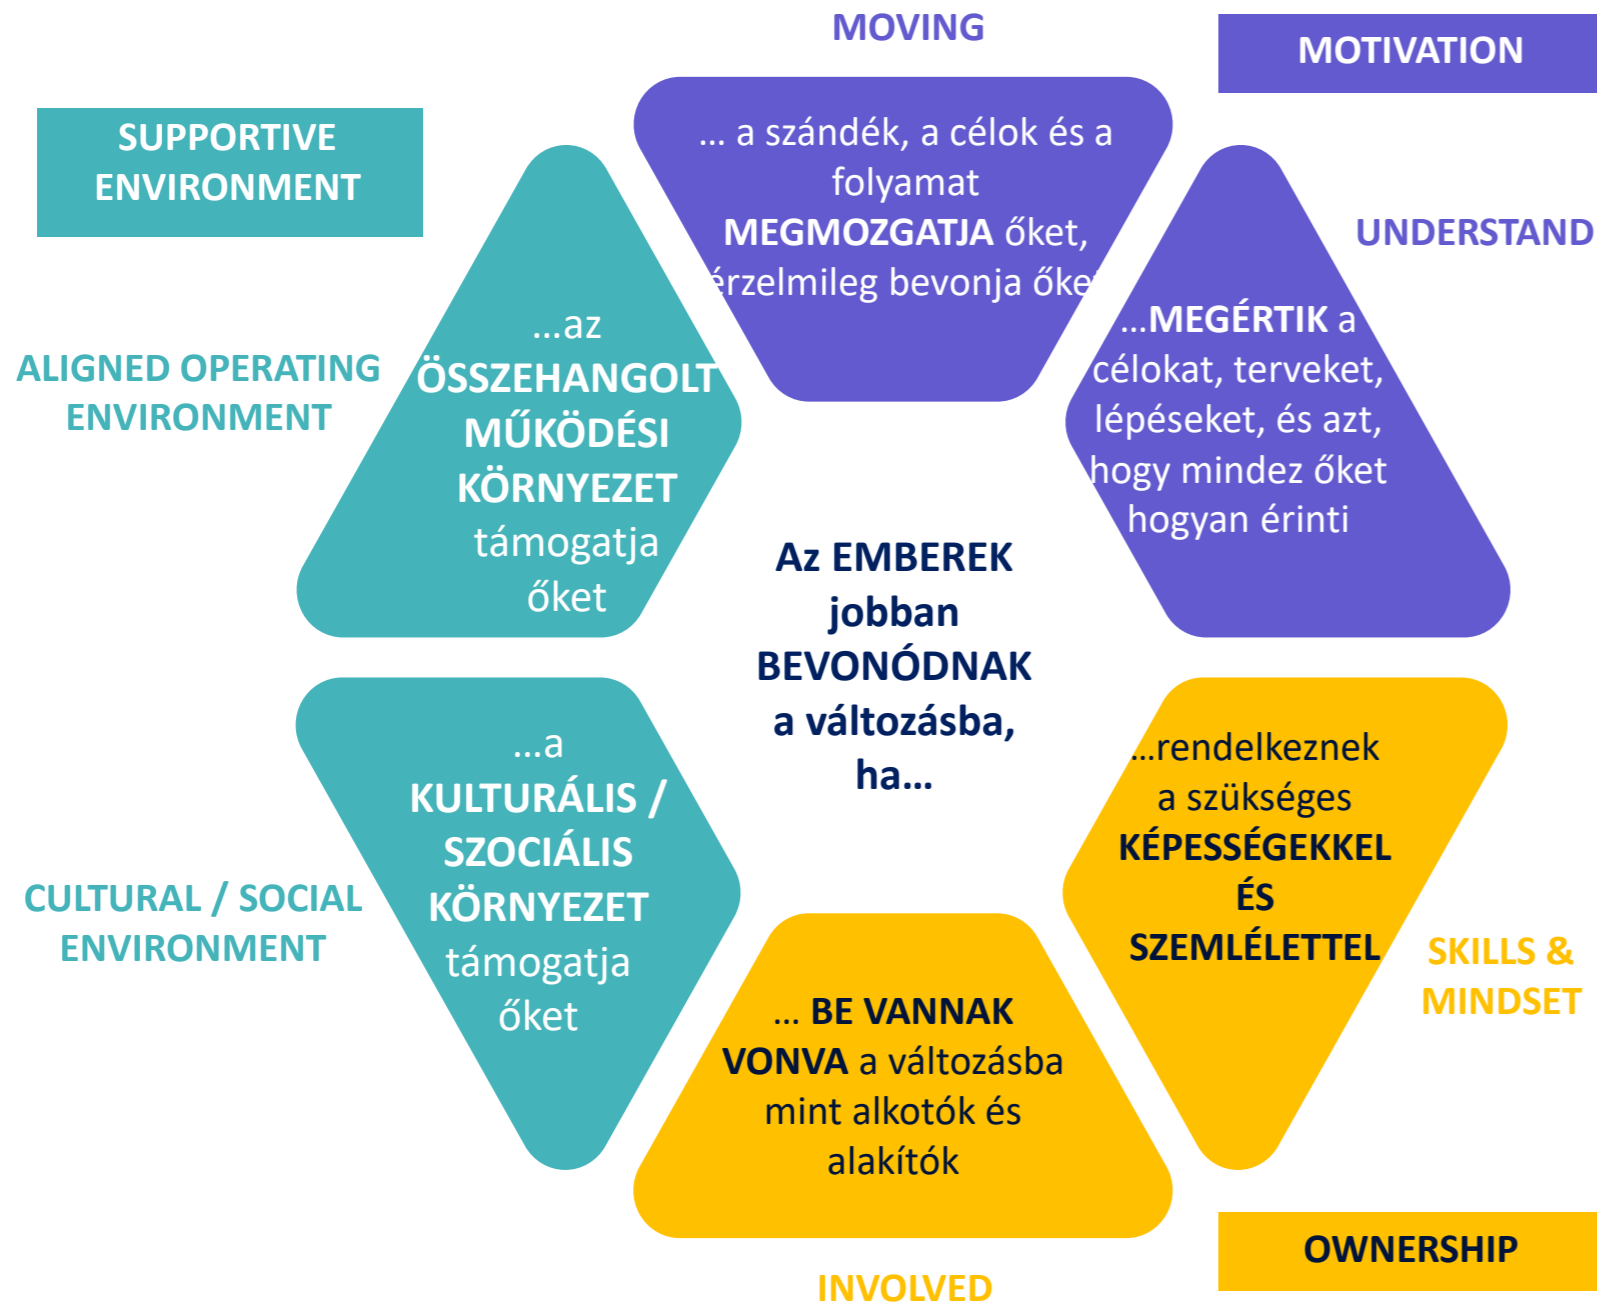 MOVING
MOTIVATION
SUPPORTIVE
ENVIRONMENT
... a szándék, a célok és a
folyamat
MEGMOZGATJA őket,
érzelmileg bevonja őket
UNDERSTAND
...MEGÉRTIK a
célokat, terveket,
lépéseket, és azt,
hogy mindez őket
hogyan érinti
ALIGNED OPERATING
ENVIRONMENT
...az
ÖSSZEHANGOLT
MŰKÖDÉSI
KÖRNYEZET
támogatja
őket
Az EMBEREK
jobban
BEVONÓDNAK
a változásba,
ha...
...rendelkeznek
a szükséges
KÉPESSÉGEKKEL
ÉS
SZEMLÉLETTEL
SKILLS &
MINDSET
...a
KULTURÁLIS /
SZOCIÁLIS
KÖRNYEZET
támogatja
őket
CULTURAL / SOCIAL
ENVIRONMENT
... BE VANNAK
VONVA a változásba
mint alkotók és
alakítók
INVOLVED
OWNERSHIP